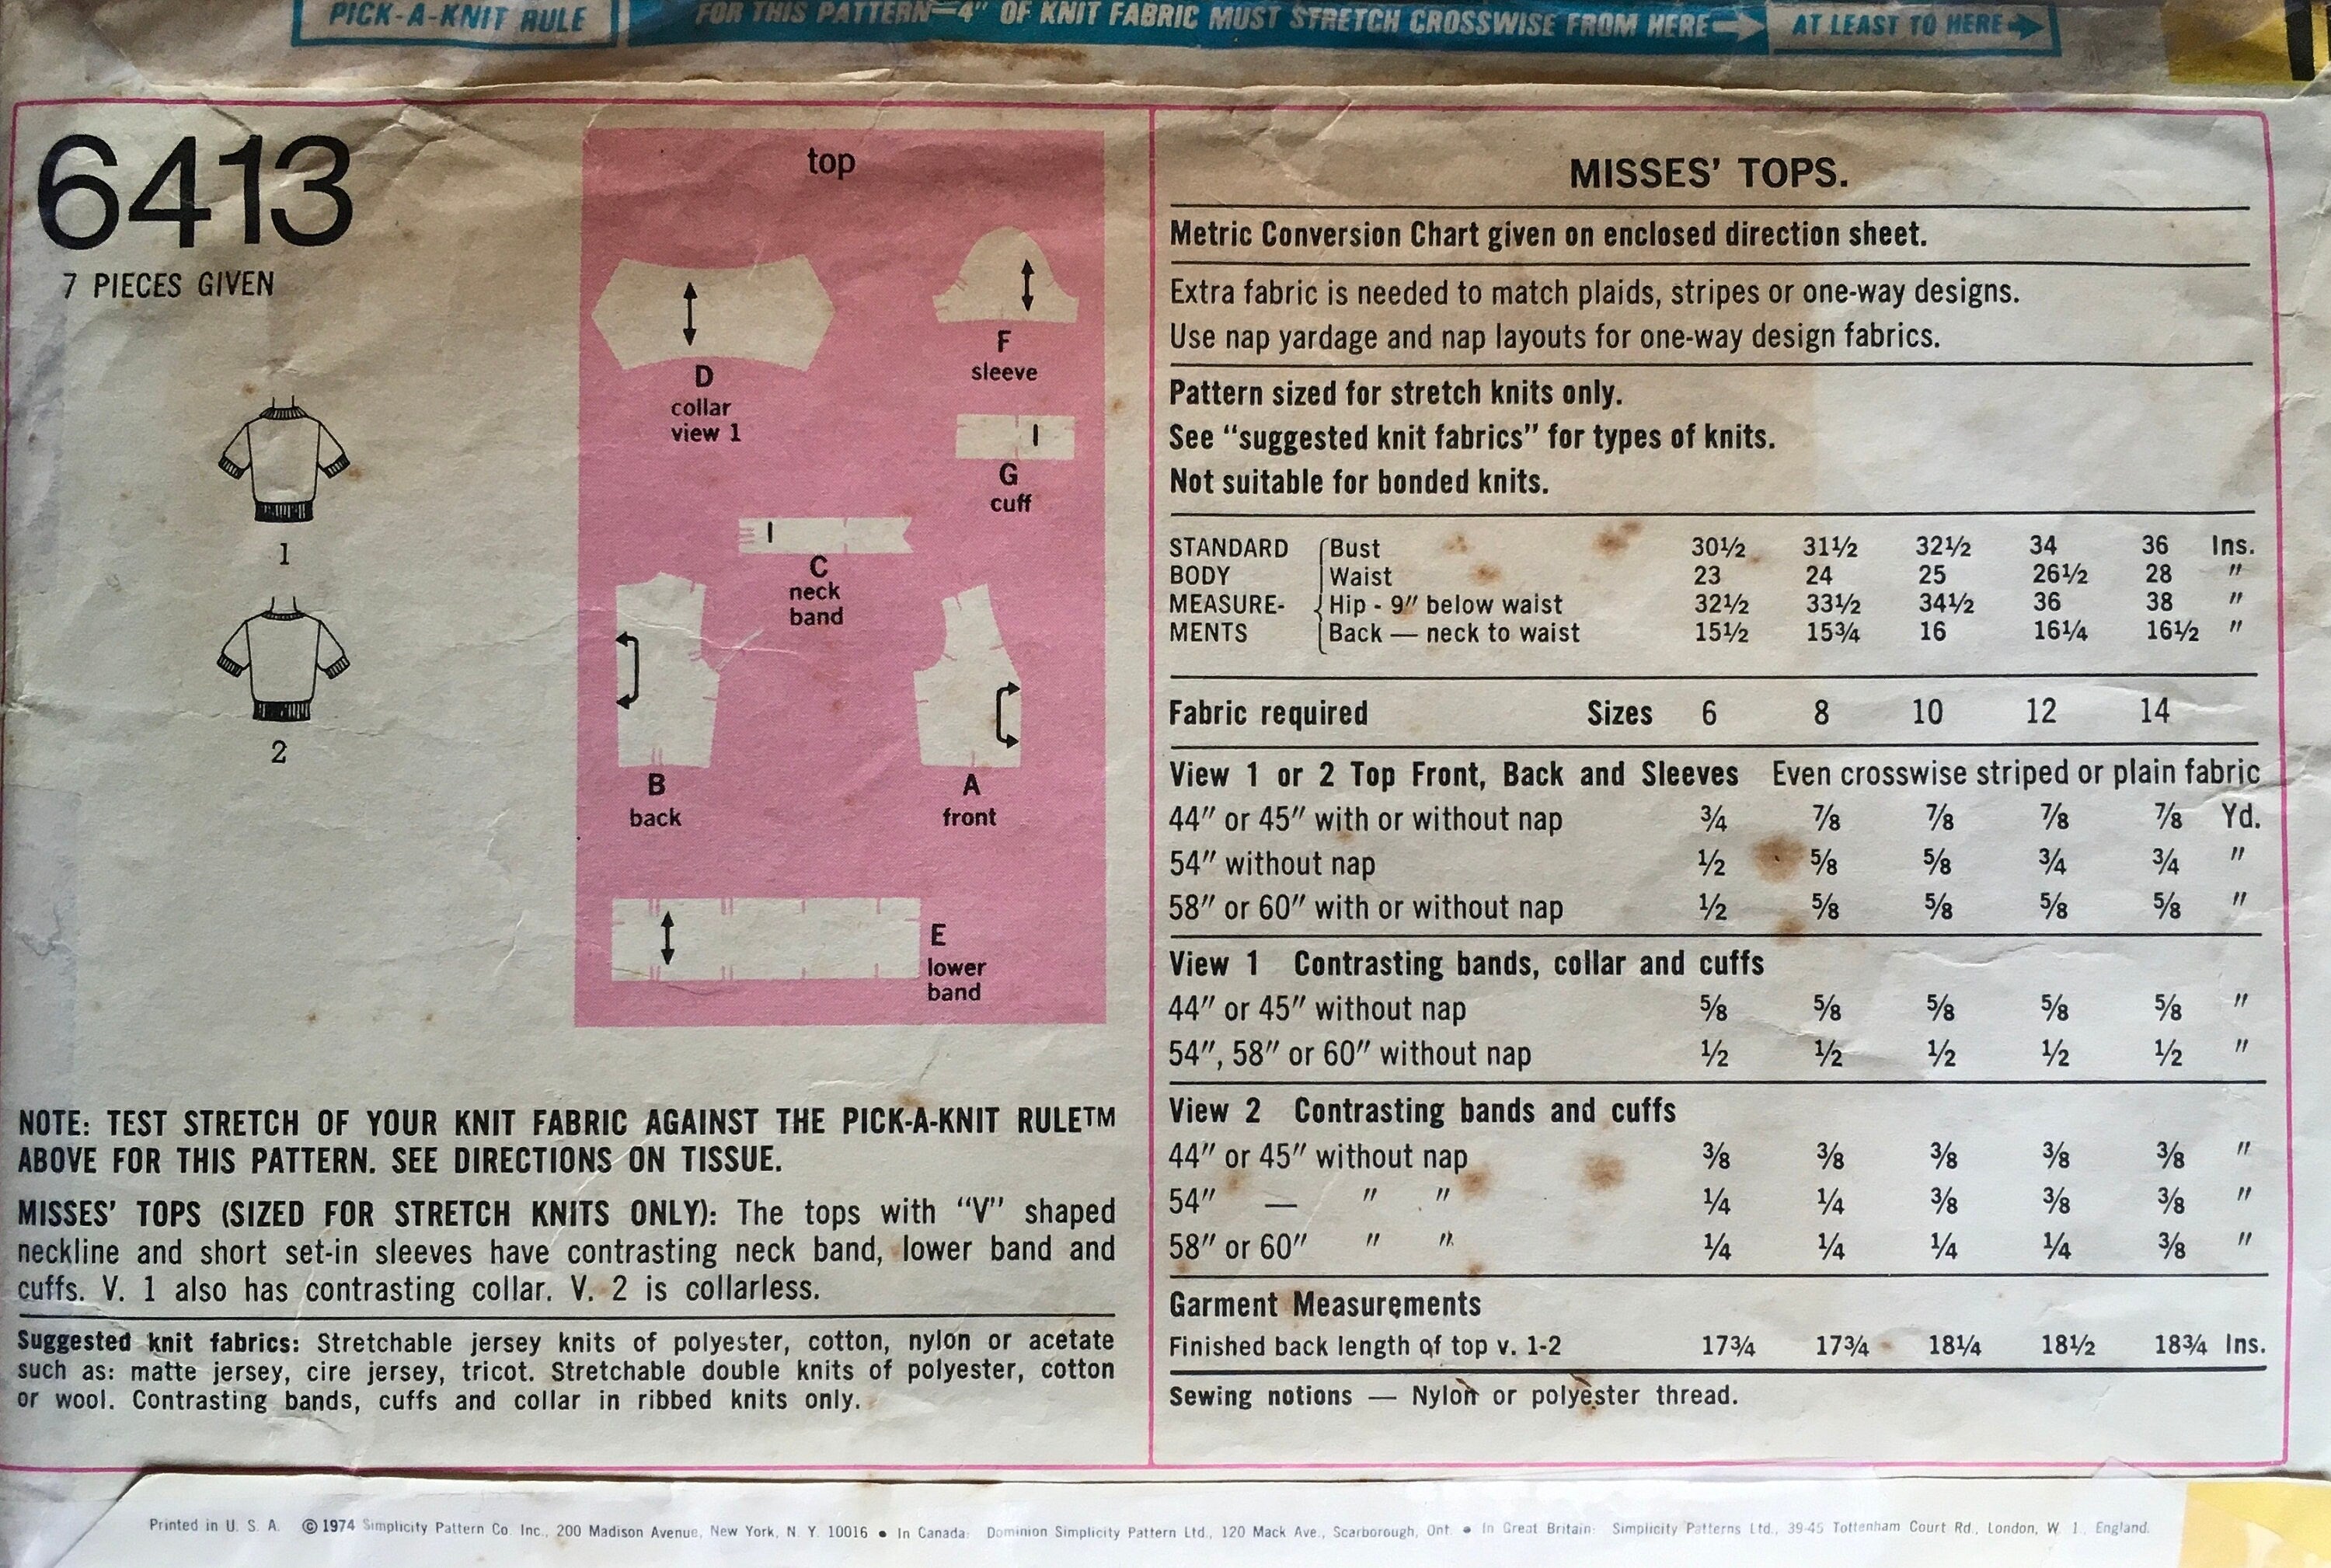 PICK-A-KNIT RULE
FOR THIS PATTERN—4" OF KNIT FABRIC MUST STRETCH CROSSWISE FROM HERE
AT LEAST TO HERE
6413
7 PIECES GIVEN
1
2
top
D
collar
view 1
F
sleeve
G
cuff
C
neck
band
B
back
A
front
E
lower
band
NOTE: TEST STRETCH OF YOUR KNIT FABRIC AGAINST THE PICK-A-KNIT RULE™
ABOVE FOR THIS PATTERN. SEE DIRECTIONS ON TISSUE.
MISSES' TOPS (SIZED FOR STRETCH KNITS ONLY): The tops with "V" shaped
neckline and short set-in sleeves have contrasting neck band, lower band and
cuffs. V. 1 also has contrasting collar. V. 2 is collarless.
Suggested knit fabrics: Stretchable jersey knits of polyester, cotton, nylon or acetate
such as: matte jersey, cire jersey, tricot. Stretchable double knits of polyester, cotton
or wool. Contrasting bands, cuffs and collar in ribbed knits only.
MISSES' TOPS.
Metric Conversion Chart given on enclosed direction sheet.
Extra fabric is needed to match plaids, stripes or one-way designs.
Use nap yardage and nap layouts for one-way design fabrics.
Pattern sized for stretch knits only.
See "suggested knit fabrics" for types of knits.
Not suitable for bonded knits.
STANDARD Bust 30½ 31½ 32½ 34 36 Ins.
BODY Waist 23 24 25 26½ 28 "
MEASURE- Hip - 9" below waist 32½ 33½ 34½ 36 38 "
MENTS Back — neck to waist 15½ 15¾ 16 16¼ 16½ "
Fabric required Sizes 6 8 10 12 14
View 1 or 2 Top Front, Back and Sleeves Even crosswise striped or plain fabric
44" or 45" with or without nap ¾ ⅞ ⅞ ⅞ ⅞ Yd.
54" without nap ½ ⅝ ⅝ ¾ ¾ "
58" or 60" with or without nap ½ ⅝ ⅝ ⅝ ⅝ "
View 1 Contrasting bands, collar and cuffs
44" or 45" without nap ⅝ ⅝ ⅝ ⅝ ⅝ "
54", 58" or 60" without nap ½ ½ ½ ½ ½ "
View 2 Contrasting bands and cuffs
44" or 45" without nap ⅜ ⅜ ⅜ ⅜ ⅜ "
54" — " " ¼ ¼ ⅜ ⅜ ⅜ "
58" or 60" " " ¼ ¼ ¼ ¼ ⅜ "
Garment Measurements
Finished back length of top v. 1-2 17¾ 17¾ 18¼ 18½ 18¾ Ins.
Sewing notions — Nylon or polyester thread.
Printed in U. S. A. © 1974 Simplicity Pattern Co. Inc., 200 Madison Avenue, New York, N. Y. 10016 • In Canada: Dominion Simplicity Pattern Ltd., 120 Mack Ave., Scarborough, Ont. • In Great Britain: Simplicity Patterns Ltd., 39-45 Tottenham Court Rd., London, W. 1., England.